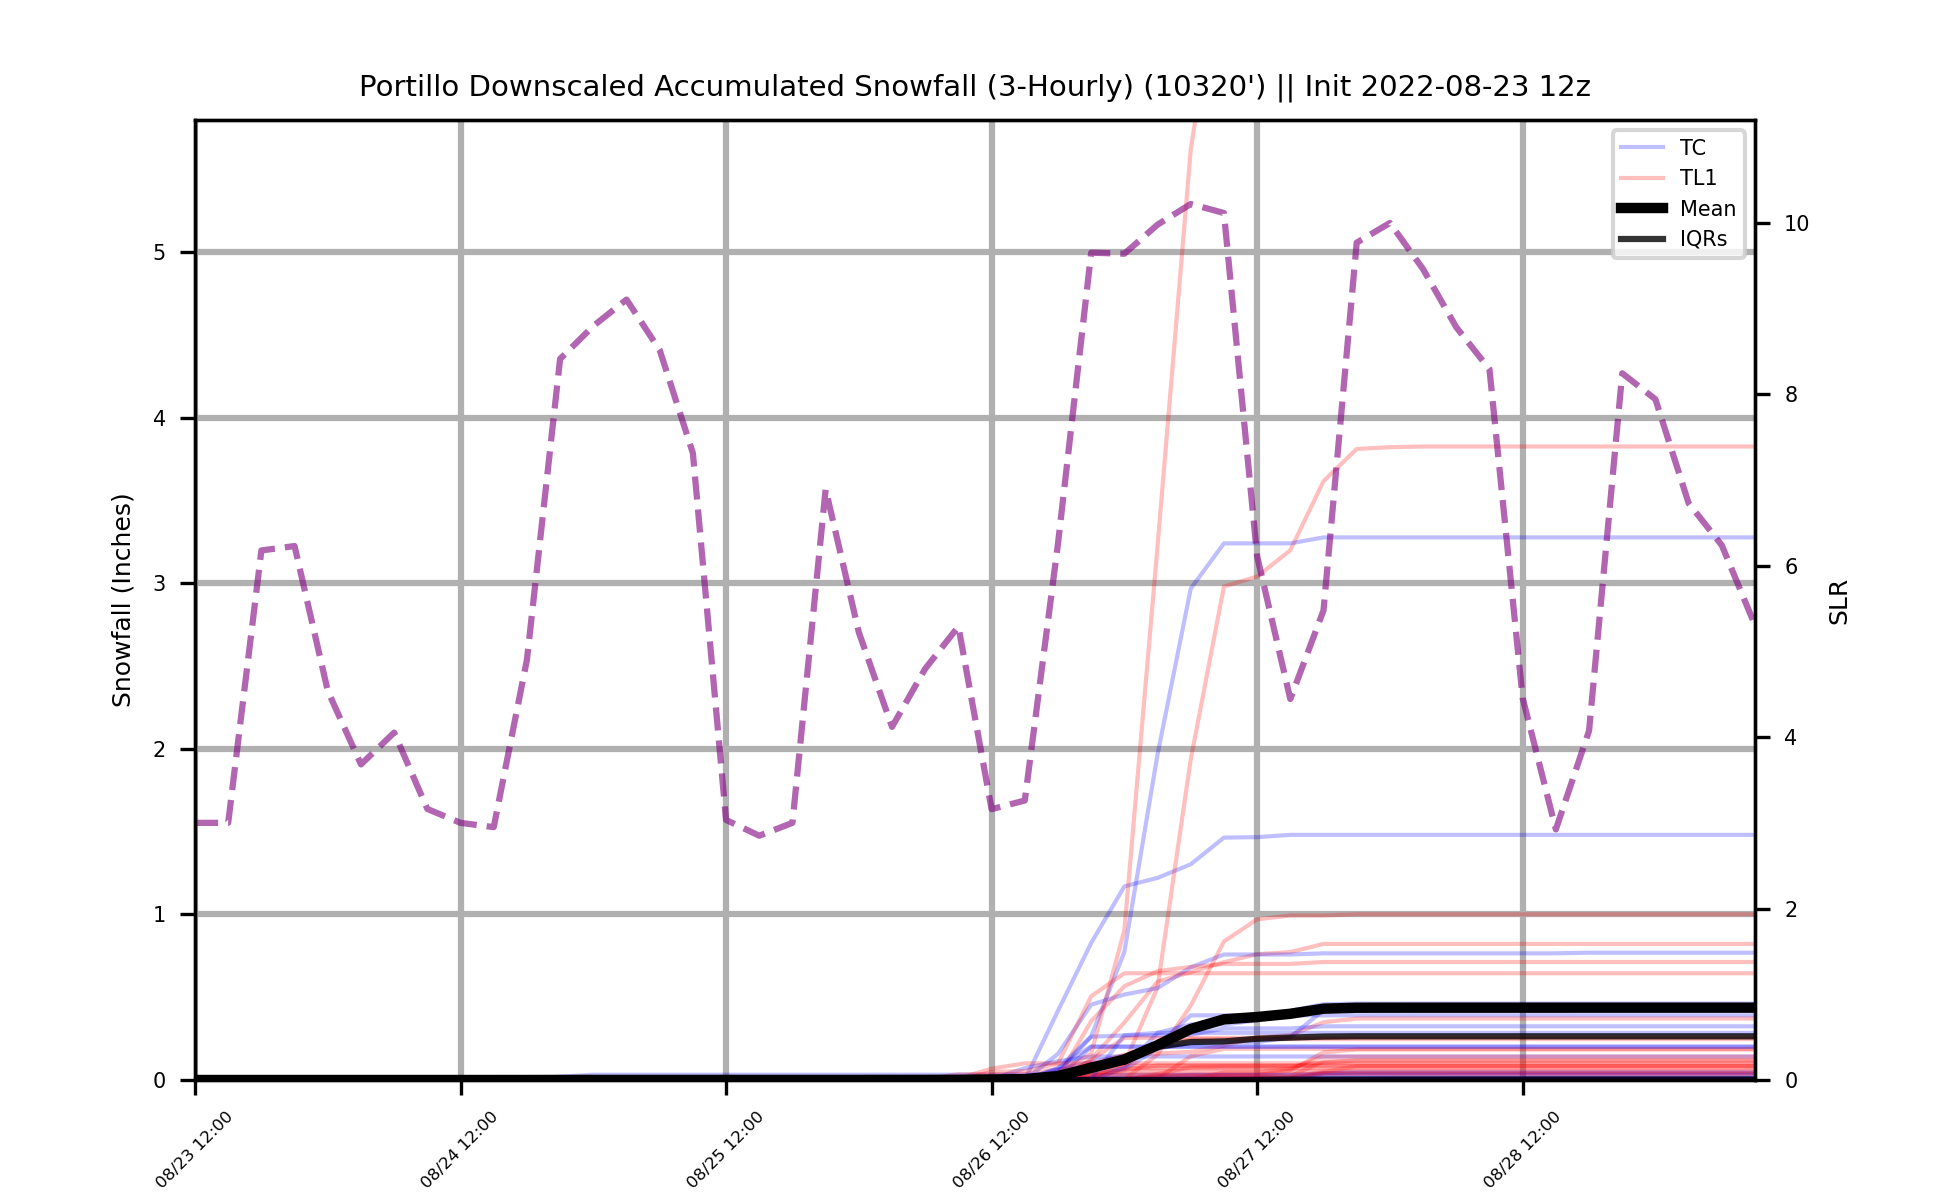 Portillo Downscaled Accumulated Snowfall (3-Hourly) (10320') || Init 2022-08-23 12z
TC
TL1
Mean
IQRs
Snowfall (Inches)
5
4
3
2
1
0
SLR
10
8
6
4
2
0
08/23 12:00
08/24 12:00
08/25 12:00
08/26 12:00
08/27 12:00
08/28 12:00